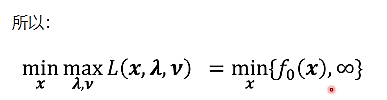 所以：
min max L(x, λ, ν) = min{f₀(x), ∞}
x λ,ν x